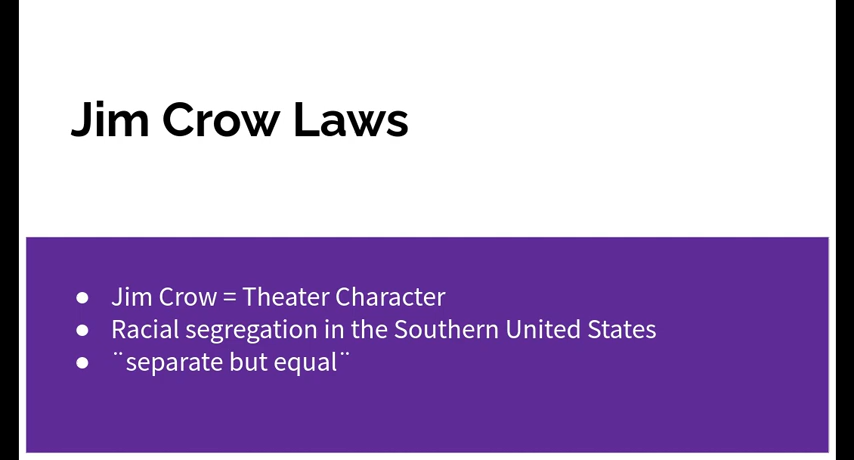 Jim Crow Laws
● Jim Crow = Theater Character
● Racial segregation in the Southern United States
● ¨separate but equal¨